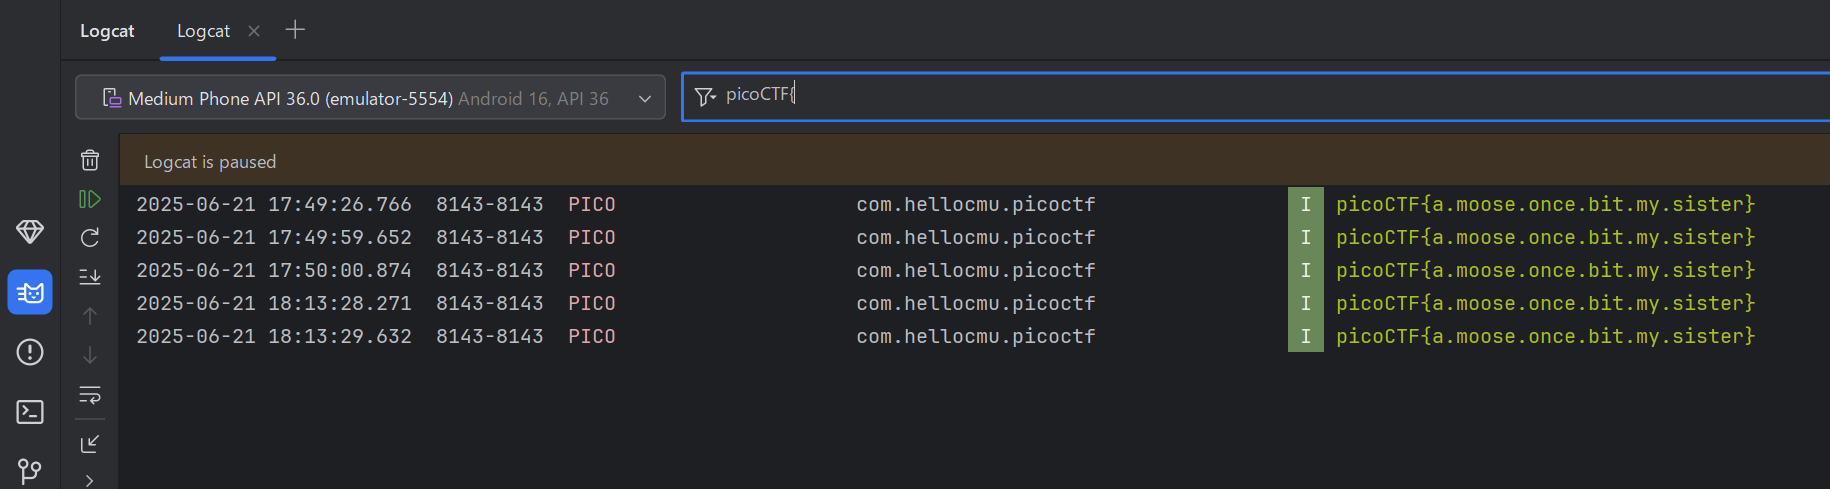 Logcat Logcat
Medium Phone API 36.0 (emulator-5554) Android 16, API 36 picoCTF{
Logcat is paused
2025-06-21 17:49:26.766 8143-8143 PICO com.hellocmu.picoctf I picoCTF{a.moose.once.bit.my.sister}
2025-06-21 17:49:59.652 8143-8143 PICO com.hellocmu.picoctf I picoCTF{a.moose.once.bit.my.sister}
2025-06-21 17:50:00.874 8143-8143 PICO com.hellocmu.picoctf I picoCTF{a.moose.once.bit.my.sister}
2025-06-21 18:13:28.271 8143-8143 PICO com.hellocmu.picoctf I picoCTF{a.moose.once.bit.my.sister}
2025-06-21 18:13:29.632 8143-8143 PICO com.hellocmu.picoctf I picoCTF{a.moose.once.bit.my.sister}